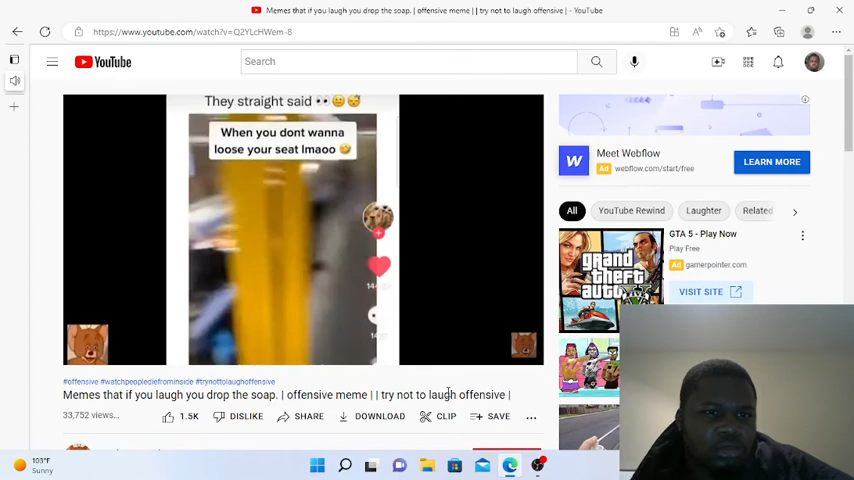 Memes that if you laugh you drop the soap. | offensive meme | | try not to laugh offensive | - YouTube
https://www.youtube.com/watch?v=Q2YLcHWem-8
YouTube
Search
They straight said 👀😐😴
When you dont wanna
loose your seat lmaoo 🤣
Meet Webflow
Ad webflow.com/start/free
LEARN MORE
All YouTube Rewind Laughter Related
GTA 5 - Play Now
Play Free
Ad gamerpointer.com
VISIT SITE
grand
theft
auto
#offensive #watchpeoplediefrominside #trynottolaughoffensive
Memes that if you laugh you drop the soap. | offensive meme | | try not to laugh offensive |
33,752 views...
1.5K DISLIKE SHARE DOWNLOAD CLIP SAVE ...
103°F
Sunny